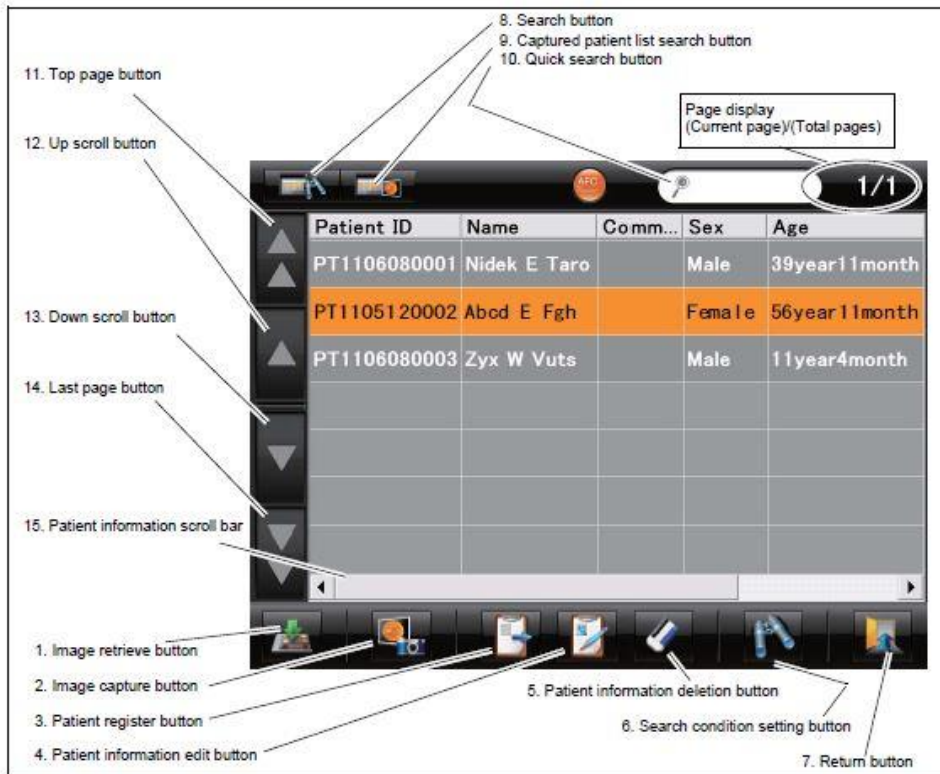 8. Search button
9. Captured patient list search button
10. Quick search button
11. Top page button
Page display
(Current page)/(Total pages)
12. Up scroll button
AFC
1/1
Patient ID Name Comm... Sex Age
PT1106080001 Nidek E Taro Male 39year11month
PT1105120002 Abcd E Fgh Female 56year11month
13. Down scroll button
PT1106080003 Zyx W Vuts Male 11year4month
14. Last page button
15. Patient information scroll bar
1. Image retrieve button
2. Image capture button
5. Patient information deletion button
3. Patient register button
6. Search condition setting button
4. Patient information edit button
7. Return button